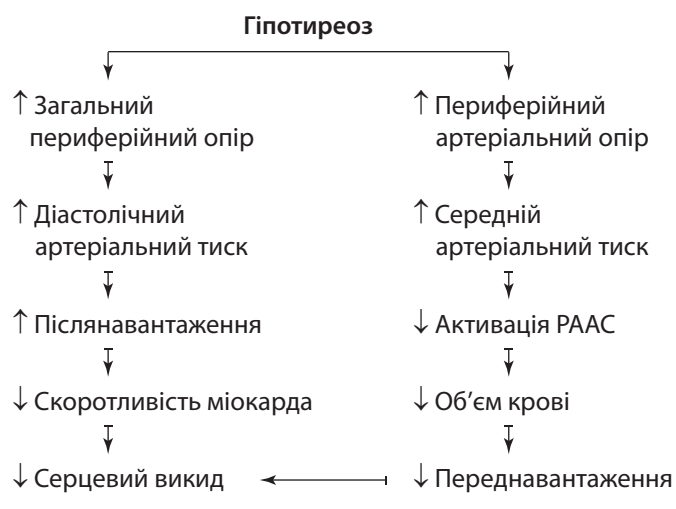 Гіпотиреоз
↑ Загальний
периферійний опір
↑ Периферійний
артеріальний опір
↑ Діастолічний
артеріальний тиск
↑ Середній
артеріальний тиск
↑ Післянавантаження
↓ Активація РААС
↓ Скоротливість міокарда
↓ Об’єм крові
↓ Серцевий викид
↓ Переднавантаження